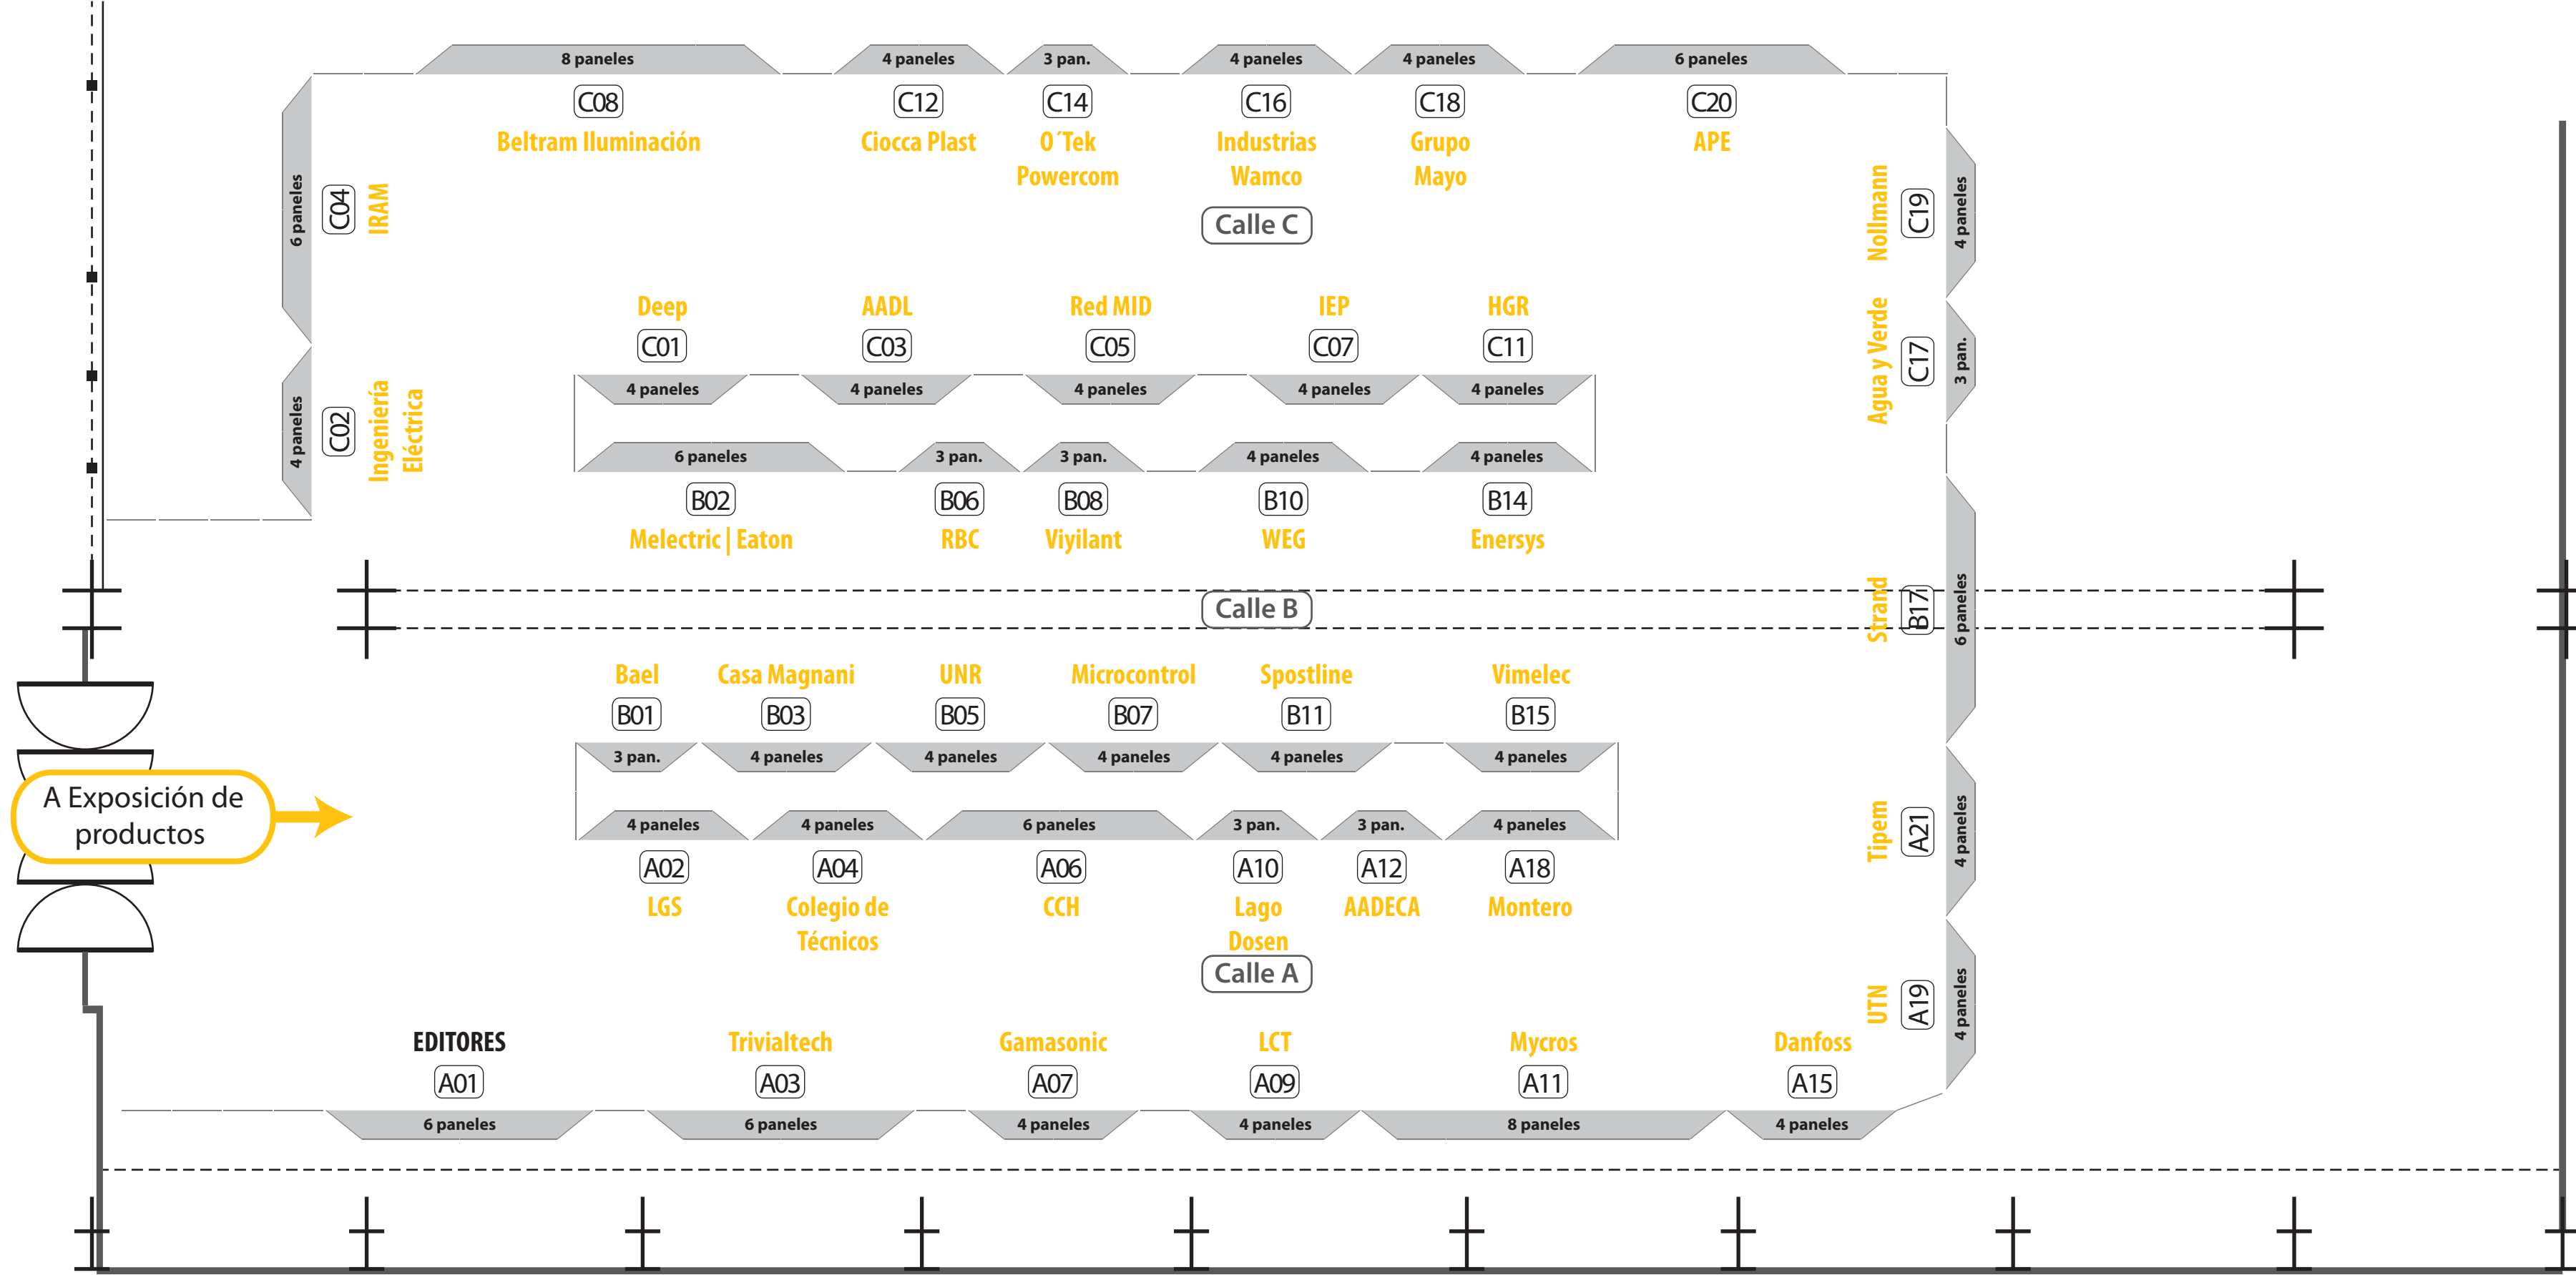 8 paneles
4 paneles
3 pan.
4 paneles
4 paneles
6 paneles
C08
C12
C14
C16
C18
C20
Beltram Iluminación
Ciocca Plast
O´Tek
Powercom
Industrias
Wamco
Grupo
Mayo
APE
6 paneles
C04
IRAM
Calle C
Nollmann
C19
4 paneles
Deep
AADL
Red MID
IEP
HGR
C01
C03
C05
C07
C11
4 paneles
4 paneles
4 paneles
4 paneles
4 paneles
4 paneles
C02
Ingeniería
Eléctrica
Agua y Verde
C17
3 pan.
6 paneles
3 pan.
3 pan.
4 paneles
4 paneles
B02
B06
B08
B10
B14
Melectric | Eaton
RBC
Viyilant
WEG
Enersys
Calle B
Strand
B17
6 paneles
Bael
Casa Magnani
UNR
Microcontrol
Spostline
Vimelec
B01
B03
B05
B07
B11
B15
3 pan.
4 paneles
4 paneles
4 paneles
4 paneles
4 paneles
A Exposición de
productos
4 paneles
4 paneles
6 paneles
3 pan.
3 pan.
4 paneles
A02
A04
A06
A10
A12
A18
LGS
Colegio de
Técnicos
CCH
Lago
Dosen
AADECA
Montero
Tipem
A21
4 paneles
Calle A
UTN
A19
4 paneles
EDITORES
Trivialtech
Gamasonic
LCT
Mycros
Danfoss
A01
A03
A07
A09
A11
A15
6 paneles
6 paneles
4 paneles
4 paneles
8 paneles
4 paneles